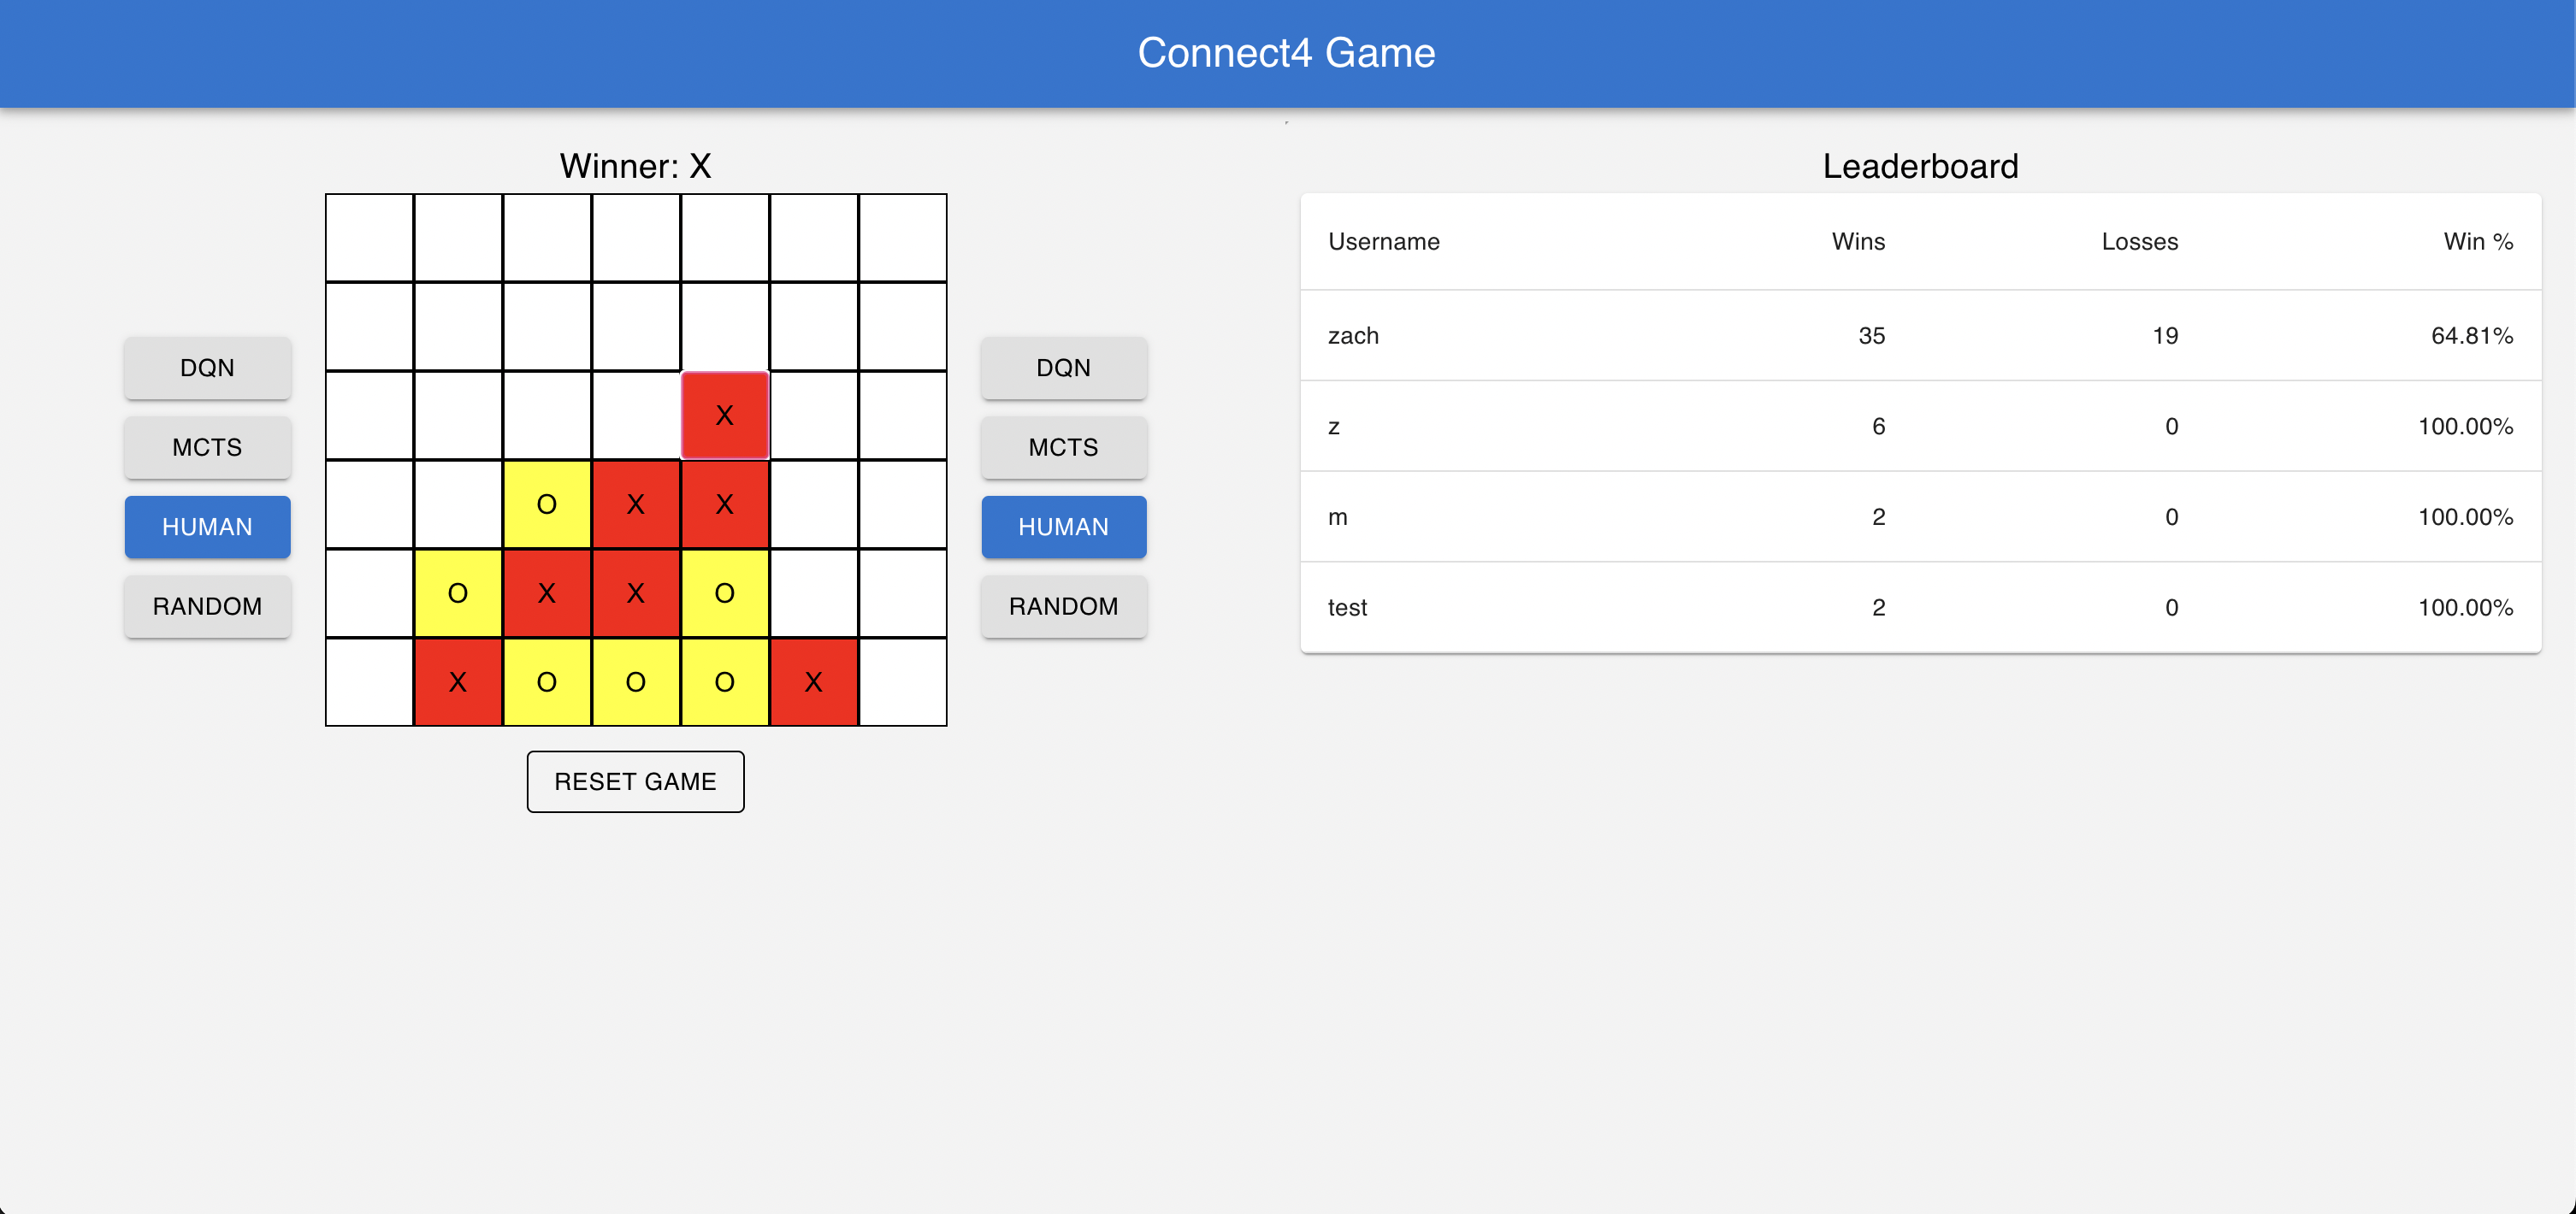 Connect4 Game
Winner: X
DQN
MCTS
HUMAN
RANDOM
X
O X X
O X X O
X O O O X
RESET GAME
DQN
MCTS
HUMAN
RANDOM
Leaderboard
Username Wins Losses Win %
zach 35 19 64.81%
z 6 0 100.00%
m 2 0 100.00%
test 2 0 100.00%